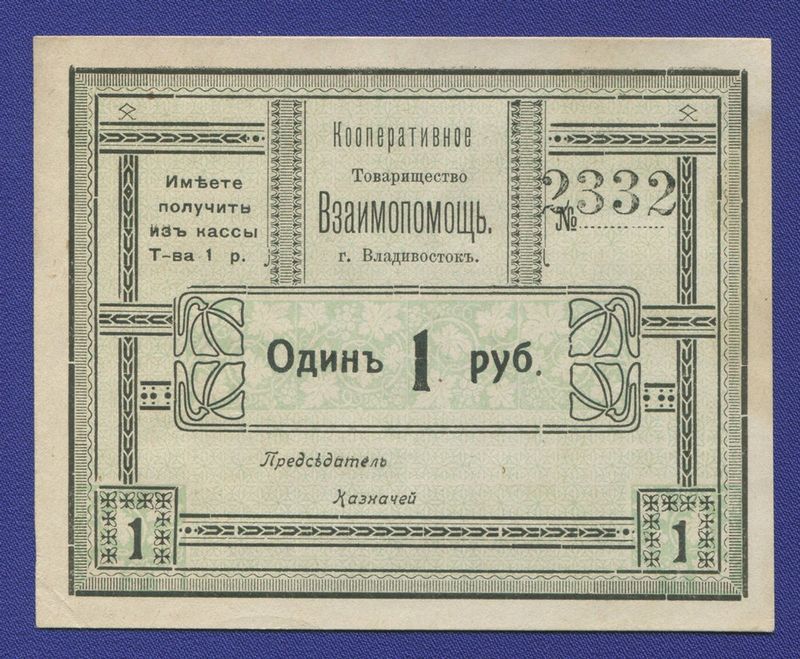 Имѣете
получить
изъ кассы
Т-ва 1 р.
Кооперативное
Товарищество
Взаимопомощь.
г. Владивостокъ.
№ 2332
Одинъ 1 руб.
Предсѣдатель
Казначей
1
1